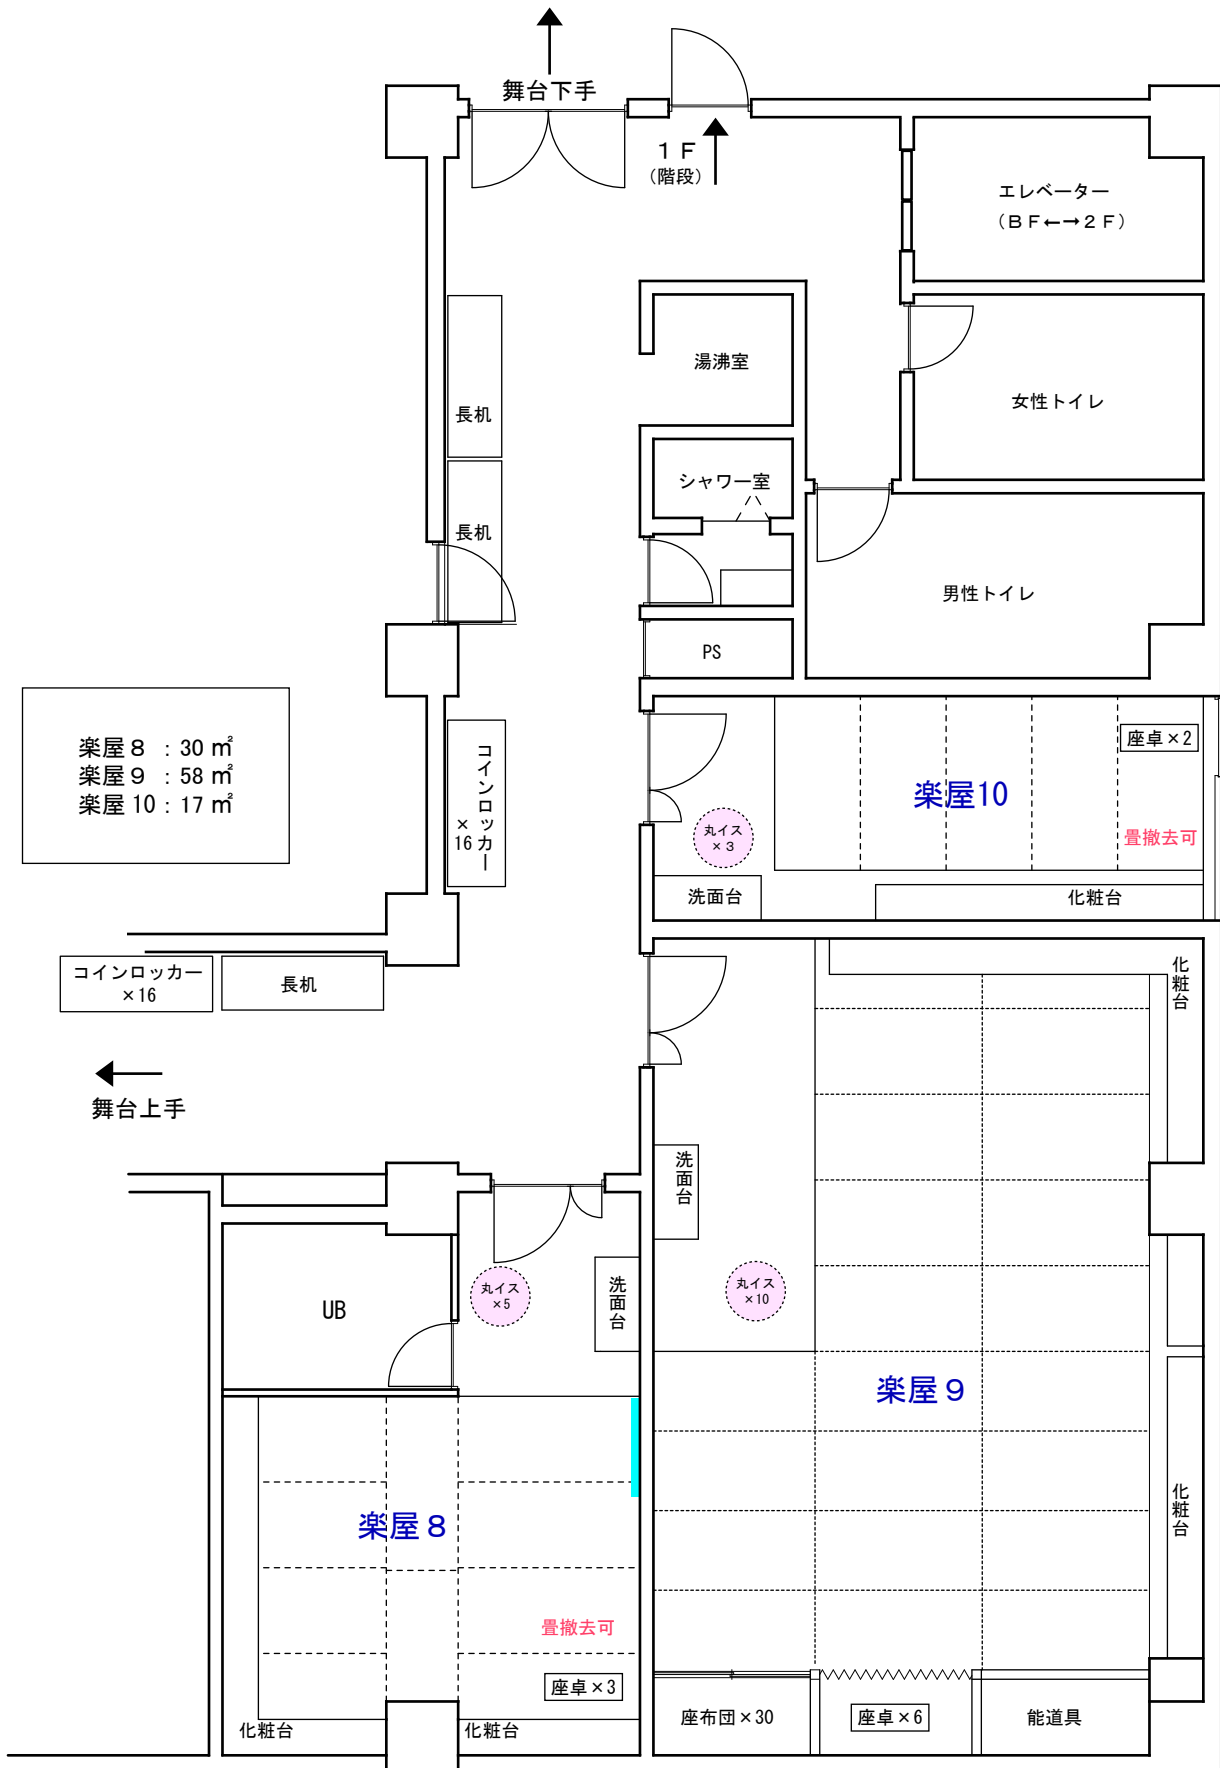 舞台下手
1F
(階段)
エレベーター
(BF←→2F)
湯沸室
女性トイレ
長机
シャワー室
長机
男性トイレ
PS
楽屋8 : 30 ㎡
楽屋9 : 58 ㎡
楽屋10 : 17 ㎡
コインロッカー
×16
座卓×2
楽屋10
丸イス
×3
畳撤去可
洗面台
化粧台
コインロッカー
×16
長机
化粧台
舞台上手
洗面台
丸イス
×5
洗面台
丸イス
×10
UB
楽屋9
楽屋8
化粧台
畳撤去可
座卓×3
化粧台
化粧台
座布団×30
座卓×6
能道具